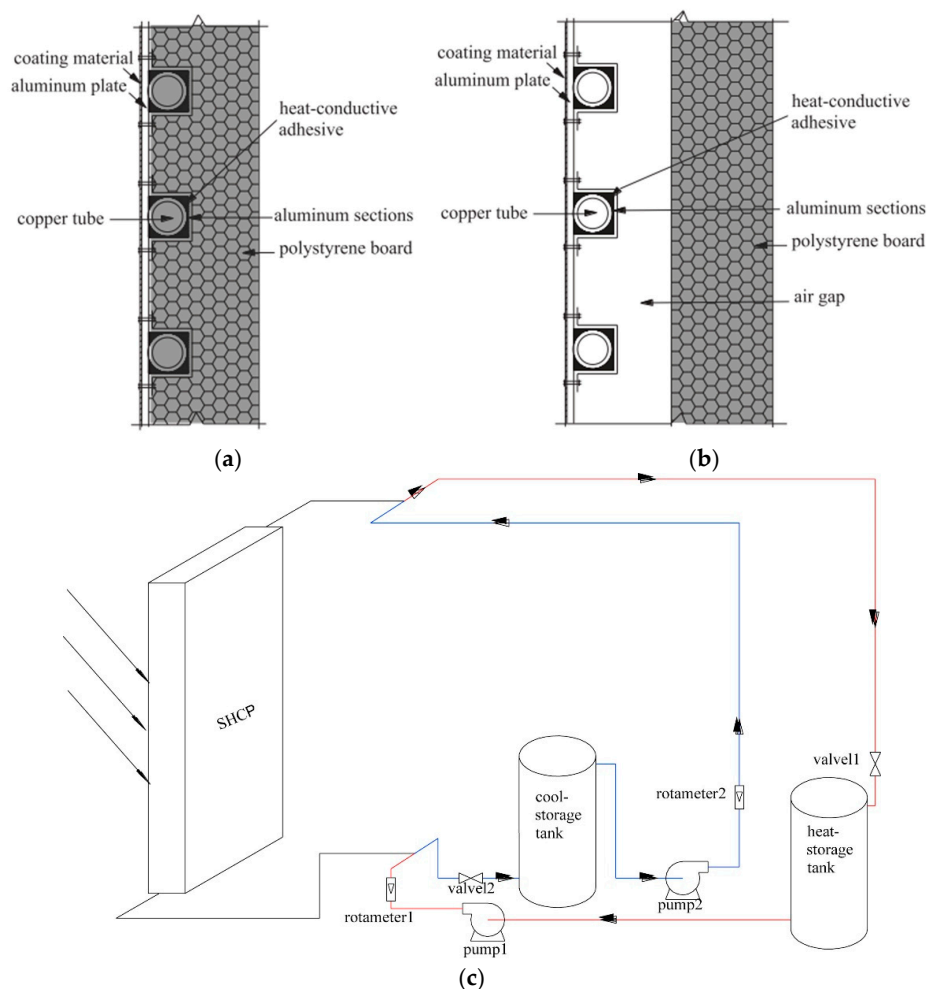 coating material
aluminum plate
heat-conductive
adhesive
copper tube
aluminum sections
polystyrene board
(a)
coating material
aluminum plate
heat-conductive
adhesive
copper tube
aluminum sections
polystyrene board
air gap
(b)
SHCP
cool-
storage
tank
rotameter2
valvel1
heat-
storage
tank
valvel2
pump2
rotameter1
pump1
(c)